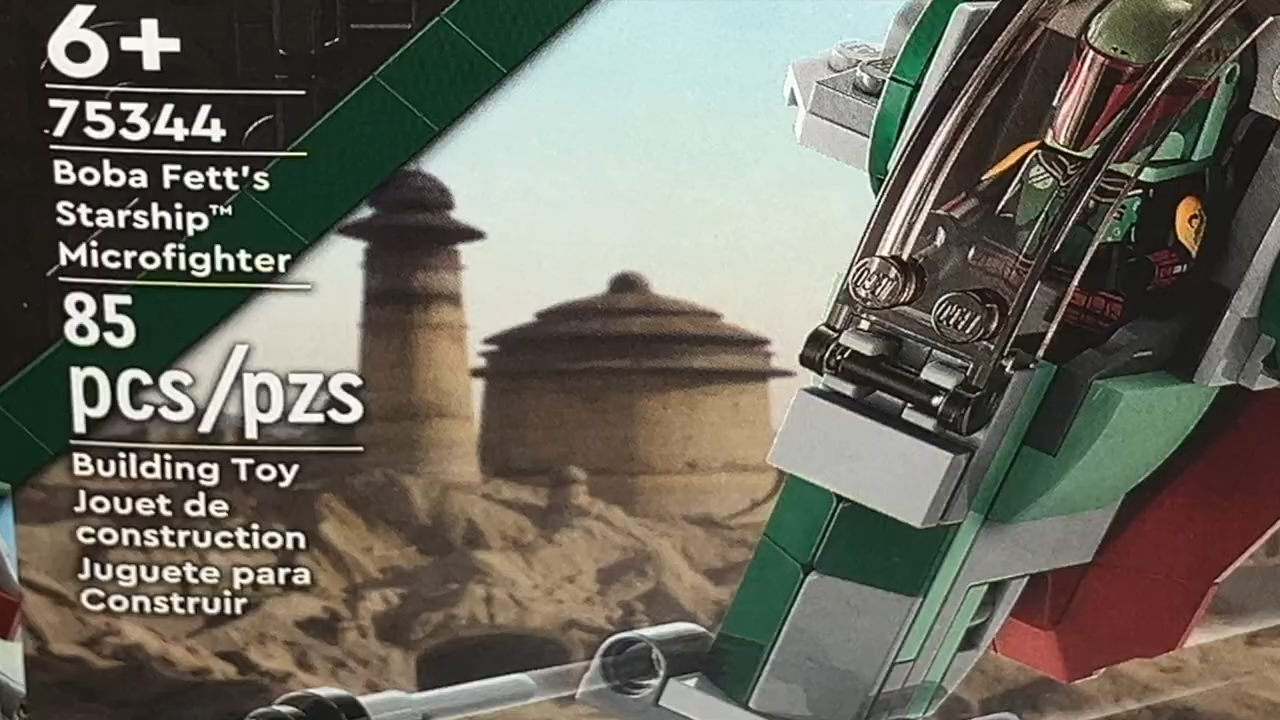 6+
75344
Boba Fett's
Starship™
Microfighter
85
pcs/pzs
Building Toy
Jouet de
construction
Juguete para
Construir